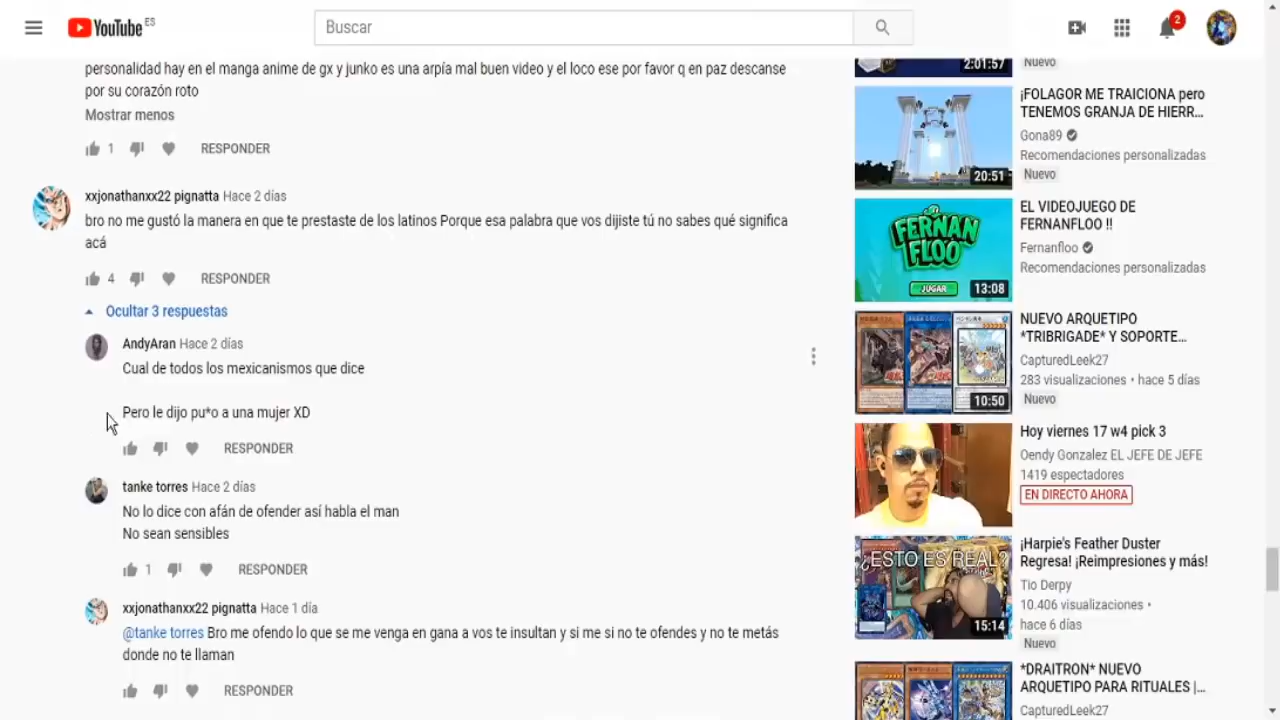 YouTube ES
Buscar
2
personalidad hay en el manga anime de gx y junko es una arpía mal buen video y el loco ese por favor q en paz descanse
por su corazón roto
Mostrar menos
1
RESPONDER
xxjonathanxx22 pignatta Hace 2 días
bro no me gustó la manera en que te prestaste de los latinos Porque esa palabra que vos dijiste tú no sabes qué significa
acá
4
RESPONDER
Ocultar 3 respuestas
AndyAran Hace 2 días
Cual de todos los mexicanismos que dice
Pero le dijo pu*o a una mujer XD
RESPONDER
tanke torres Hace 2 días
No lo dice con afán de ofender así habla el man
No sean sensibles
1
RESPONDER
xxjonathanxx22 pignatta Hace 1 día
@tanke torres Bro me ofendo lo que se me venga en gana a vos te insultan y si me si no te ofendes y no te metás
donde no te llaman
RESPONDER
2:01:57
Nuevo
20:51
¡FOLAGOR ME TRAICIONA pero
TENEMOS GRANJA DE HIERR...
Gona89
Recomendaciones personalizadas
Nuevo
FERNAN
FLOO
JUGAR
13:08
EL VIDEOJUEGO DE
FERNANFLOO !!
Fernanfloo
Recomendaciones personalizadas
10:50
NUEVO ARQUETIPO
*TRIBRIGADE* Y SOPORTE...
CapturedLeek27
283 visualizaciones • hace 5 días
Nuevo
Hoy viernes 17 w4 pick 3
Oendy Gonzalez EL JEFE DE JEFE
1419 espectadores
EN DIRECTO AHORA
¿ESTO ES REAL?
15:14
¡Harpie's Feather Duster
Regresa! ¡Reimpresiones y más!
Tio Derpy
10.406 visualizaciones •
hace 6 días
Nuevo
*DRAITRON* NUEVO
ARQUETIPO PARA RITUALES |...
CapturedLeek27